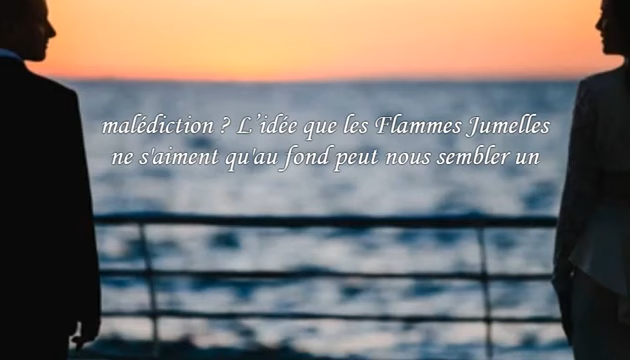 malédiction ? L’idée que les Flammes Jumelles
ne s'aiment qu'au fond peut nous sembler un